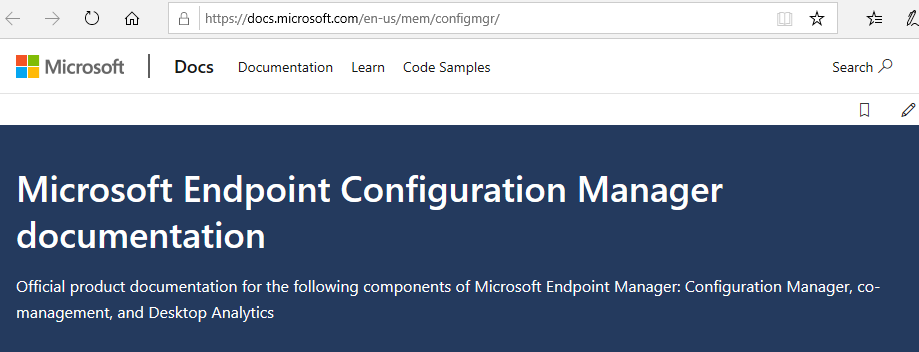 https://docs.microsoft.com/en-us/mem/configmgr/
Microsoft Docs Documentation Learn Code Samples Search
Microsoft Endpoint Configuration Manager
documentation
Official product documentation for the following components of Microsoft Endpoint Manager: Configuration Manager, co-
management, and Desktop Analytics